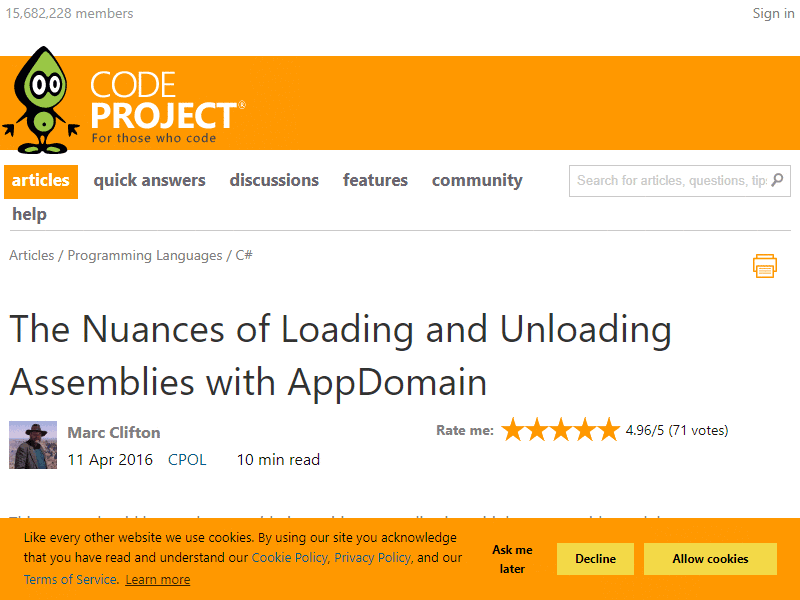 15,682,228 members
Sign in
CODE
PROJECT®
For those who code
articles quick answers discussions features community
Search for articles, questions, tip
help
Articles / Programming Languages / C#
The Nuances of Loading and Unloading
Assemblies with AppDomain
Marc Clifton
Rate me: 4.96/5 (71 votes)
11 Apr 2016 CPOL 10 min read
Like every other website we use cookies. By using our site you acknowledge
that you have read and understand our Cookie Policy, Privacy Policy, and our
Terms of Service. Learn more
Ask me
later
Decline
Allow cookies